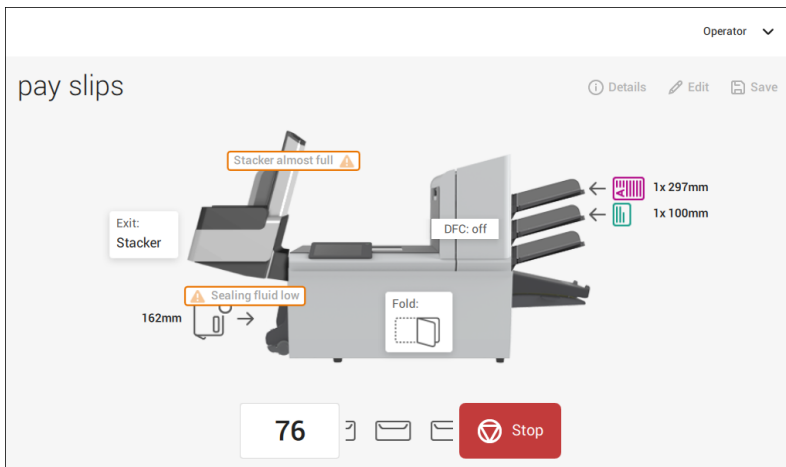 Operator
pay slips
Details
Edit
Save
Stacker almost full
1x 297mm
1x 100mm
Exit:
Stacker
DFC: off
Sealing fluid low
162mm
Fold:
76
Stop